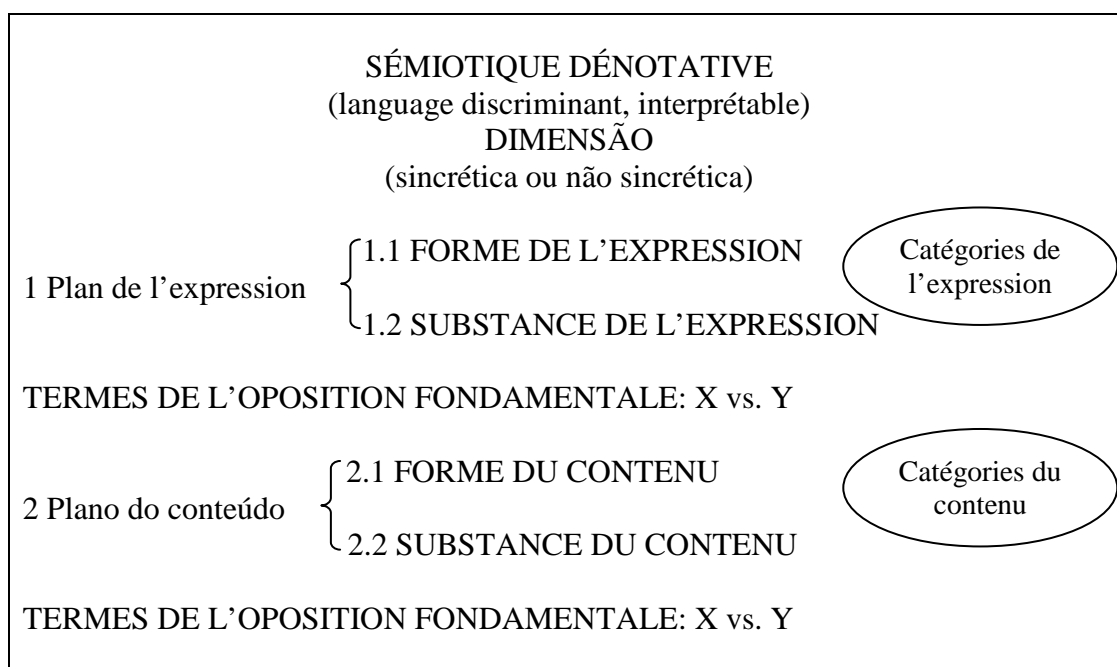 SÉMIOTIQUE DÉNOTATIVE
(language discriminant, interprétable)
DIMENSÃO
(sincrética ou não sincrética)
1.1 FORME DE L’EXPRESSION
Catégories de
l’expression
1 Plan de l’expression
1.2 SUBSTANCE DE L’EXPRESSION
TERMES DE L’OPOSITION FONDAMENTALE: X vs. Y
2.1 FORME DU CONTENU
Catégories du
contenu
2 Plano do conteúdo
2.2 SUBSTANCE DU CONTENU
TERMES DE L’OPOSITION FONDAMENTALE: X vs. Y